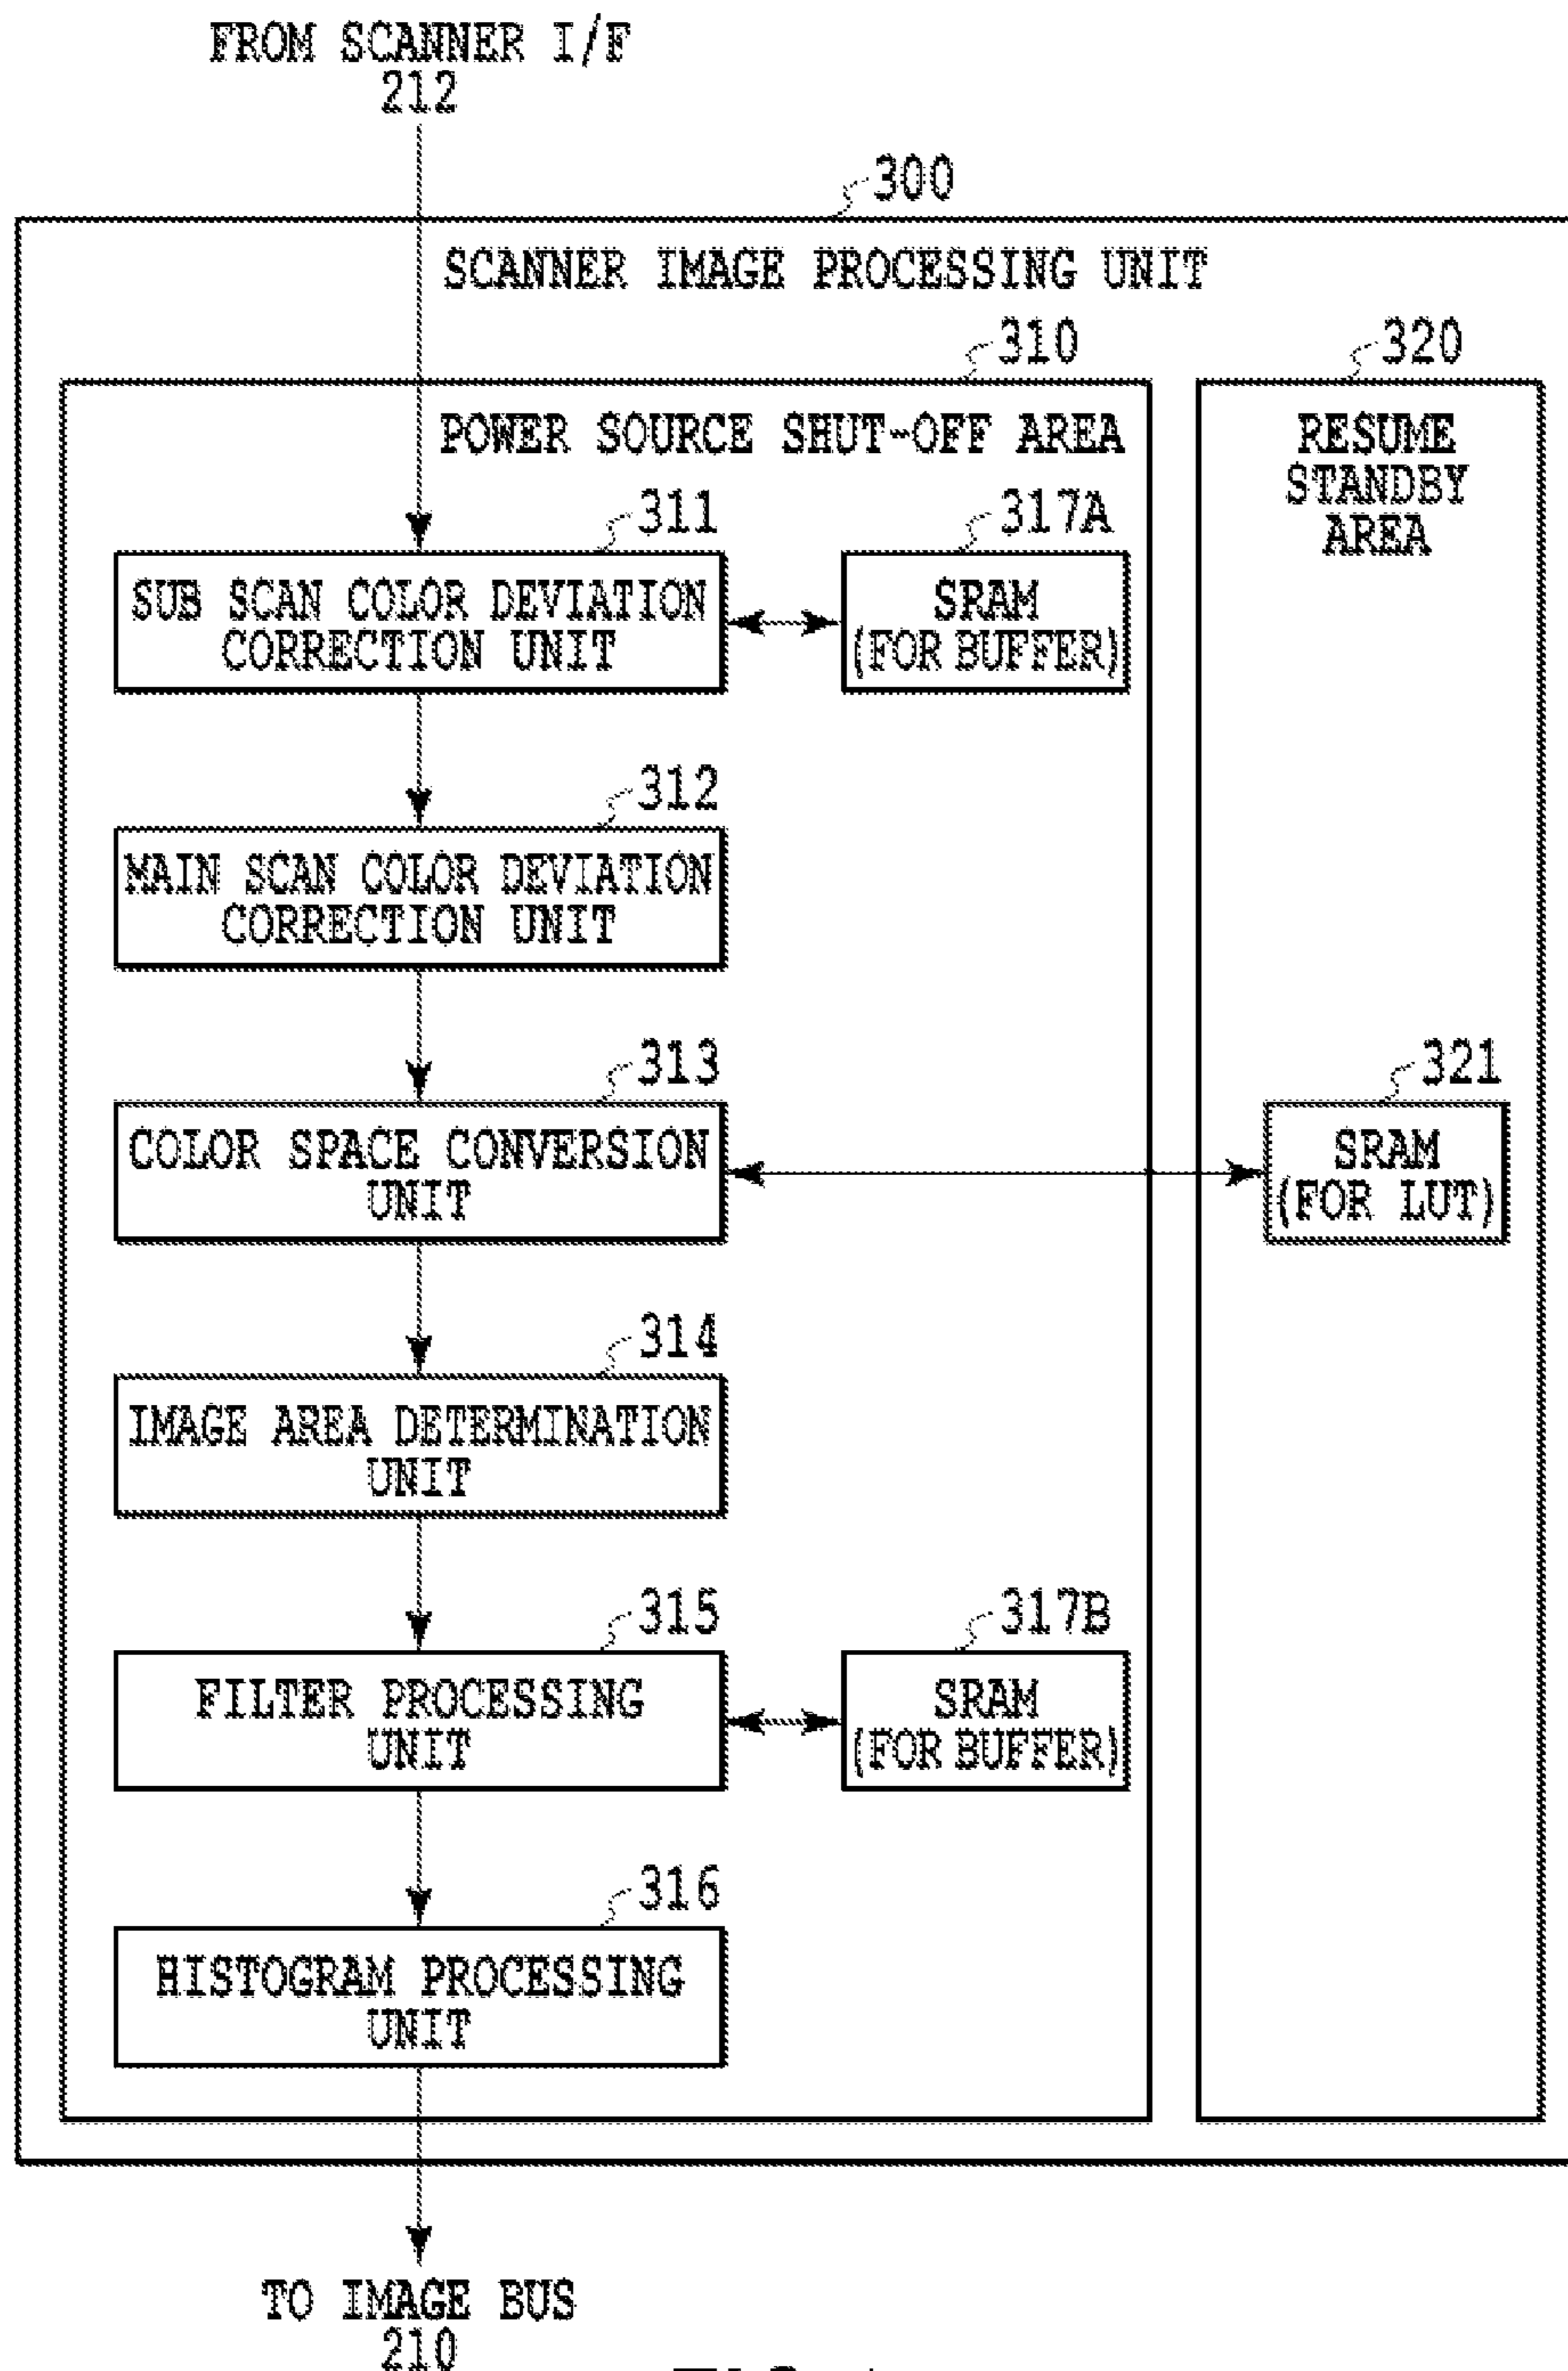 FROM SCANNER I/F
212
300
SCANNER IMAGE PROCESSING UNIT
310
320
POWER SOURCE SHUT-OFF AREA
RESUME
STANDBY
AREA
311
317A
SUB SCAN COLOR DEVIATION
CORRECTION UNIT
SRAM
(FOR BUFFER)
312
MAIN SCAN COLOR DEVIATION
CORRECTION UNIT
313
321
COLOR SPACE CONVERSION
UNIT
SRAM
(FOR LUT)
314
IMAGE AREA DETERMINATION
UNIT
315
317B
FILTER PROCESSING
UNIT
SRAM
(FOR BUFFER)
316
HISTOGRAM PROCESSING
UNIT
TO IMAGE BUS
210